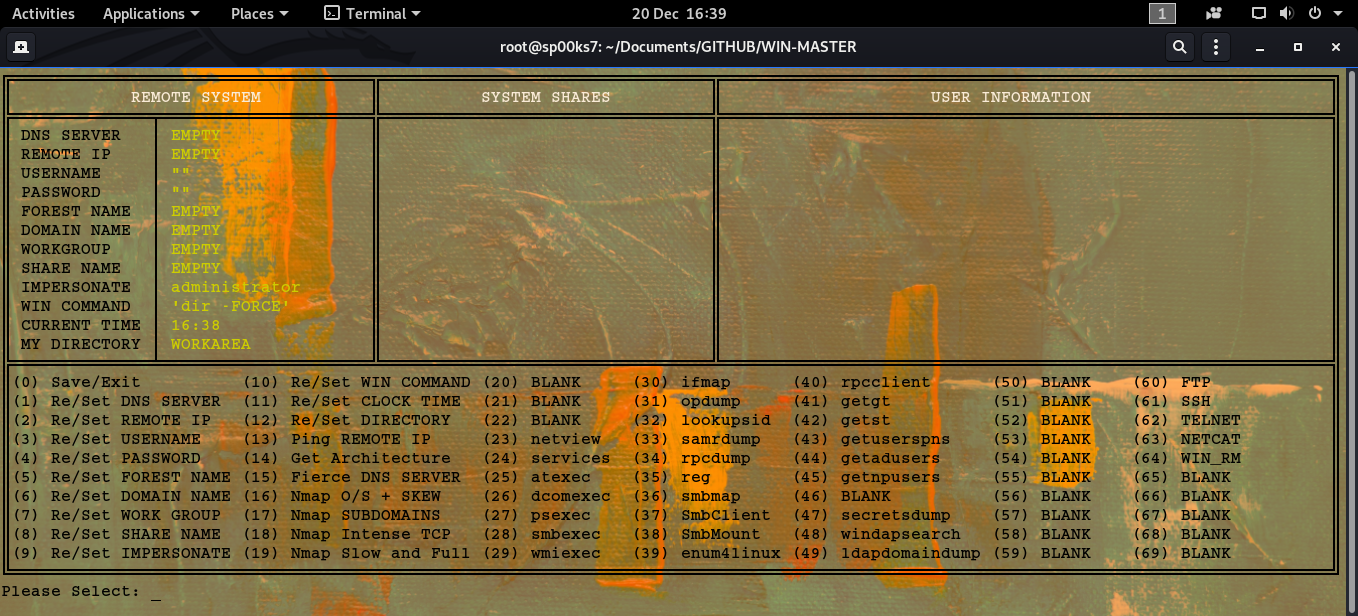 Activities Applications Places Terminal 20 Dec 16:39 1
root@sp00ks7: ~/Documents/GITHUB/WIN-MASTER
REMOTE SYSTEM SYSTEM SHARES USER INFORMATION
DNS SERVER EMPTY
REMOTE IP EMPTY
USERNAME ""
PASSWORD ""
FOREST NAME EMPTY
DOMAIN NAME EMPTY
WORKGROUP EMPTY
SHARE NAME EMPTY
IMPERSONATE administrator
WIN COMMAND 'dir -FORCE'
CURRENT TIME 16:38
MY DIRECTORY WORKAREA
(0) Save/Exit (10) Re/Set WIN COMMAND (20) BLANK (30) ifmap (40) rpcclient (50) BLANK (60) FTP
(1) Re/Set DNS SERVER (11) Re/Set CLOCK TIME (21) BLANK (31) opdump (41) getgt (51) BLANK (61) SSH
(2) Re/Set REMOTE IP (12) Re/Set DIRECTORY (22) BLANK (32) lookupsid (42) getst (52) BLANK (62) TELNET
(3) Re/Set USERNAME (13) Ping REMOTE IP (23) netview (33) samrdump (43) getuserspns (53) BLANK (63) NETCAT
(4) Re/Set PASSWORD (14) Get Architecture (24) services (34) rpcdump (44) getadusers (54) BLANK (64) WIN_RM
(5) Re/Set FOREST NAME (15) Fierce DNS SERVER (25) atexec (35) reg (45) getnpusers (55) BLANK (65) BLANK
(6) Re/Set DOMAIN NAME (16) Nmap O/S + SKEW (26) dcomexec (36) smbmap (46) BLANK (56) BLANK (66) BLANK
(7) Re/Set WORK GROUP (17) Nmap SUBDOMAINS (27) psexec (37) SmbClient (47) secretsdump (57) BLANK (67) BLANK
(8) Re/Set SHARE NAME (18) Nmap Intense TCP (28) smbexec (38) SmbMount (48) windapsearch (58) BLANK (68) BLANK
(9) Re/Set IMPERSONATE (19) Nmap Slow and Full (29) wmiexec (39) enum4linux (49) ldapdomaindump (59) BLANK (69) BLANK
Please Select: _